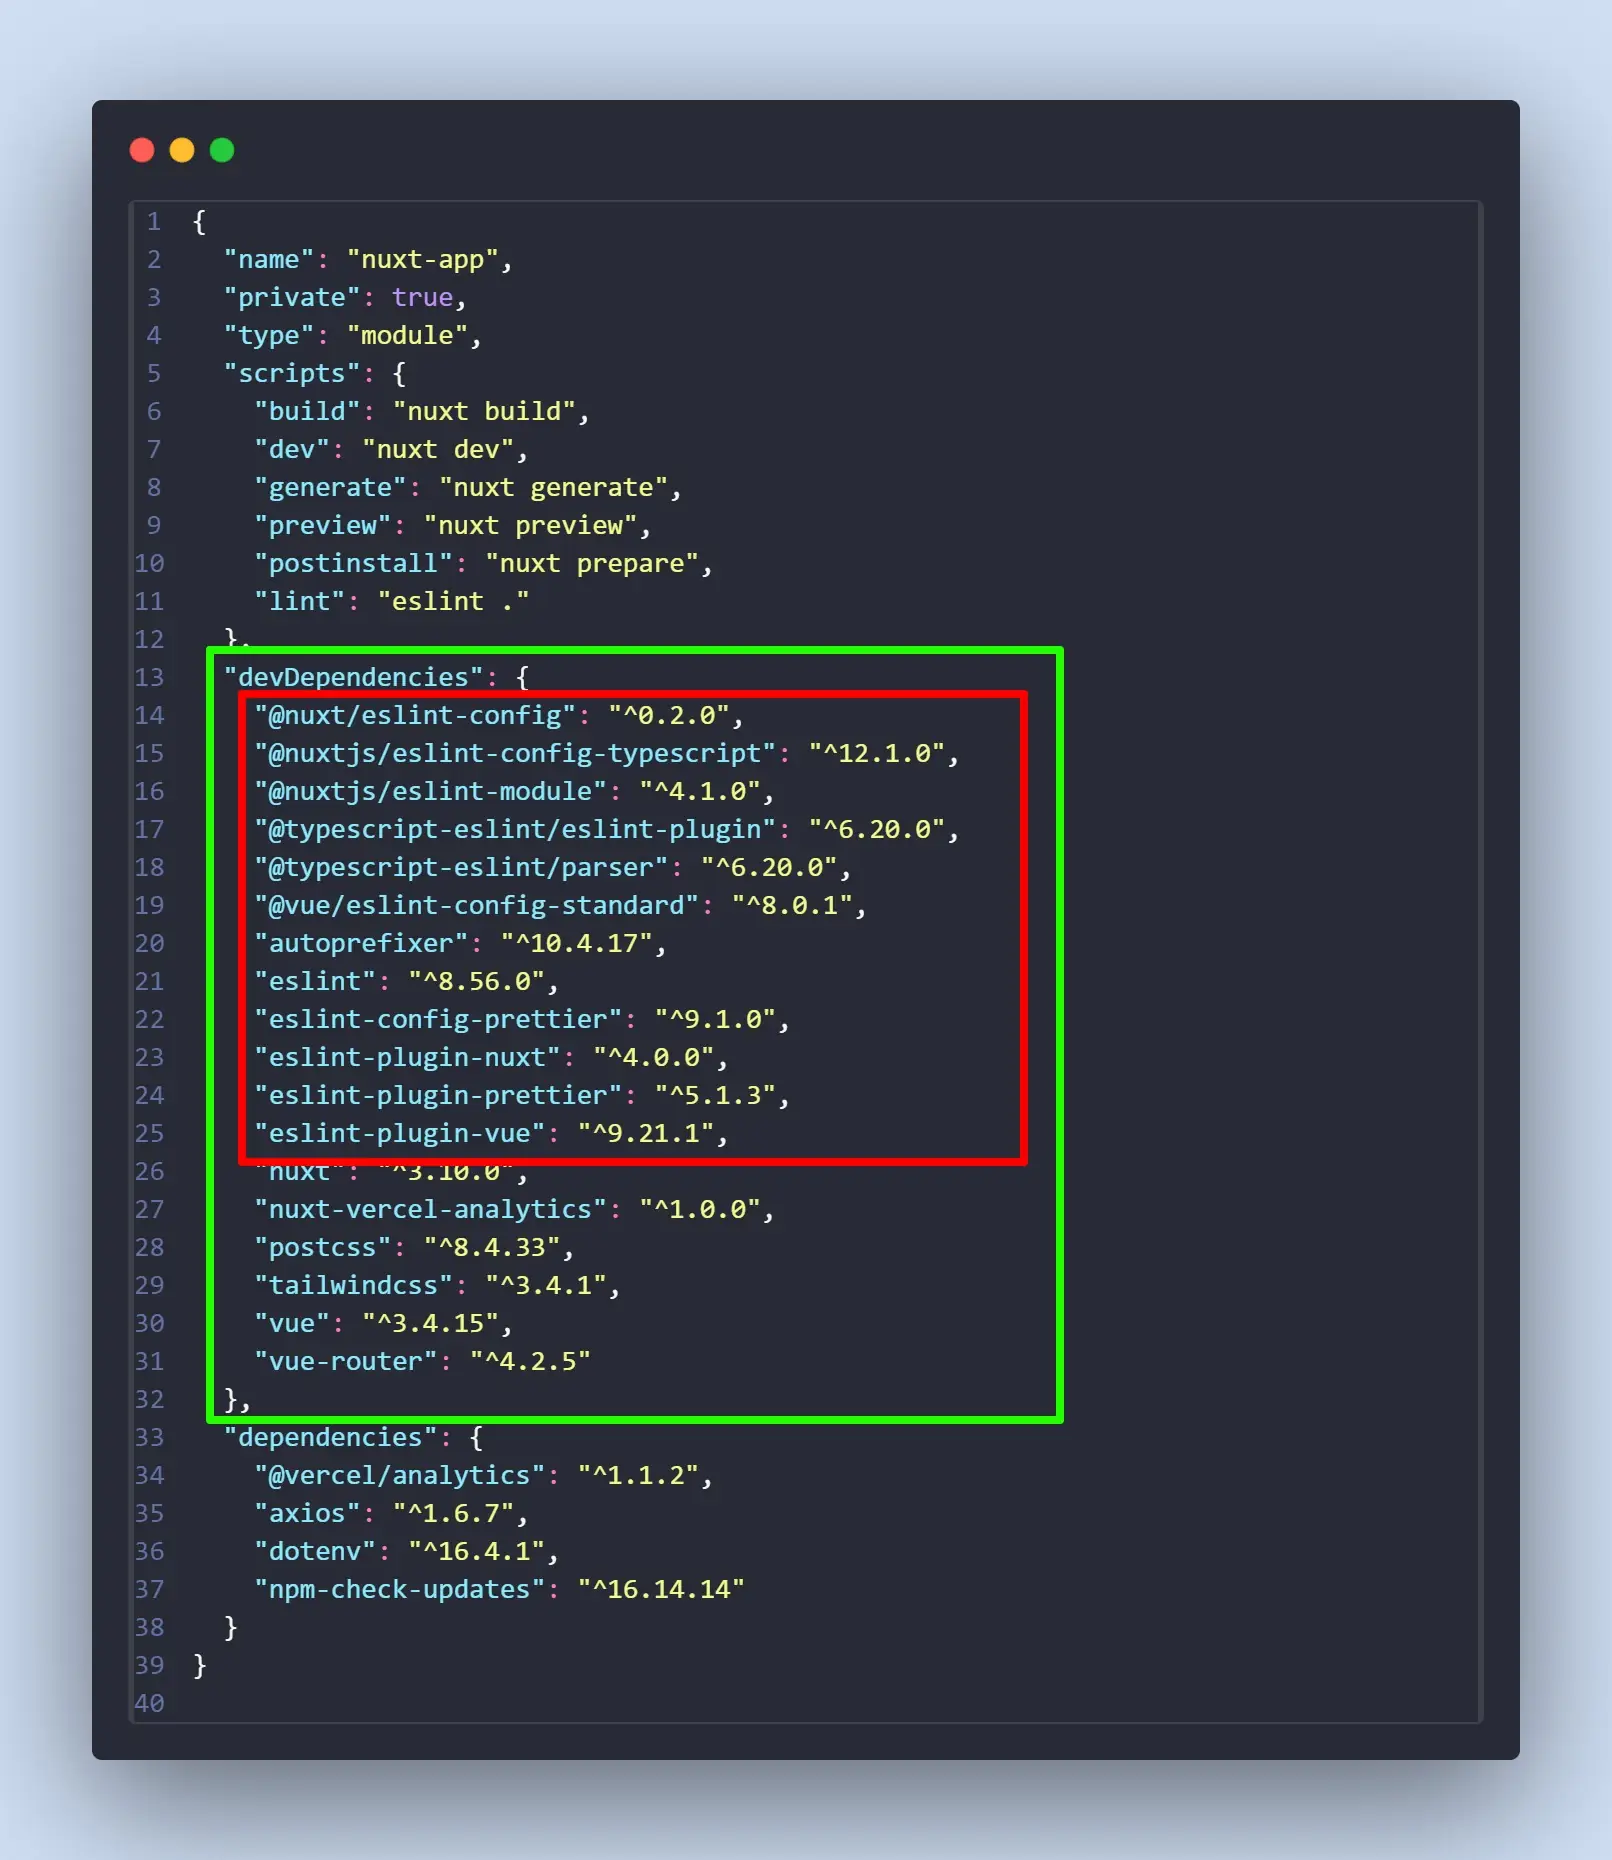 1 {
2 "name": "nuxt-app",
3 "private": true,
4 "type": "module",
5 "scripts": {
6 "build": "nuxt build",
7 "dev": "nuxt dev",
8 "generate": "nuxt generate",
9 "preview": "nuxt preview",
10 "postinstall": "nuxt prepare",
11 "lint": "eslint ."
12 },
13 "devDependencies": {
14 "@nuxt/eslint-config": "^0.2.0",
15 "@nuxtjs/eslint-config-typescript": "^12.1.0",
16 "@nuxtjs/eslint-module": "^4.1.0",
17 "@typescript-eslint/eslint-plugin": "^6.20.0",
18 "@typescript-eslint/parser": "^6.20.0",
19 "@vue/eslint-config-standard": "^8.0.1",
20 "autoprefixer": "^10.4.17",
21 "eslint": "^8.56.0",
22 "eslint-config-prettier": "^9.1.0",
23 "eslint-plugin-nuxt": "^4.0.0",
24 "eslint-plugin-prettier": "^5.1.3",
25 "eslint-plugin-vue": "^9.21.1",
26 "nuxt": "^3.10.0",
27 "nuxt-vercel-analytics": "^1.0.0",
28 "postcss": "^8.4.33",
29 "tailwindcss": "^3.4.1",
30 "vue": "^3.4.15",
31 "vue-router": "^4.2.5"
32 },
33 "dependencies": {
34 "@vercel/analytics": "^1.1.2",
35 "axios": "^1.6.7",
36 "dotenv": "^16.4.1",
37 "npm-check-updates": "^16.14.14"
38 }
39 }
40